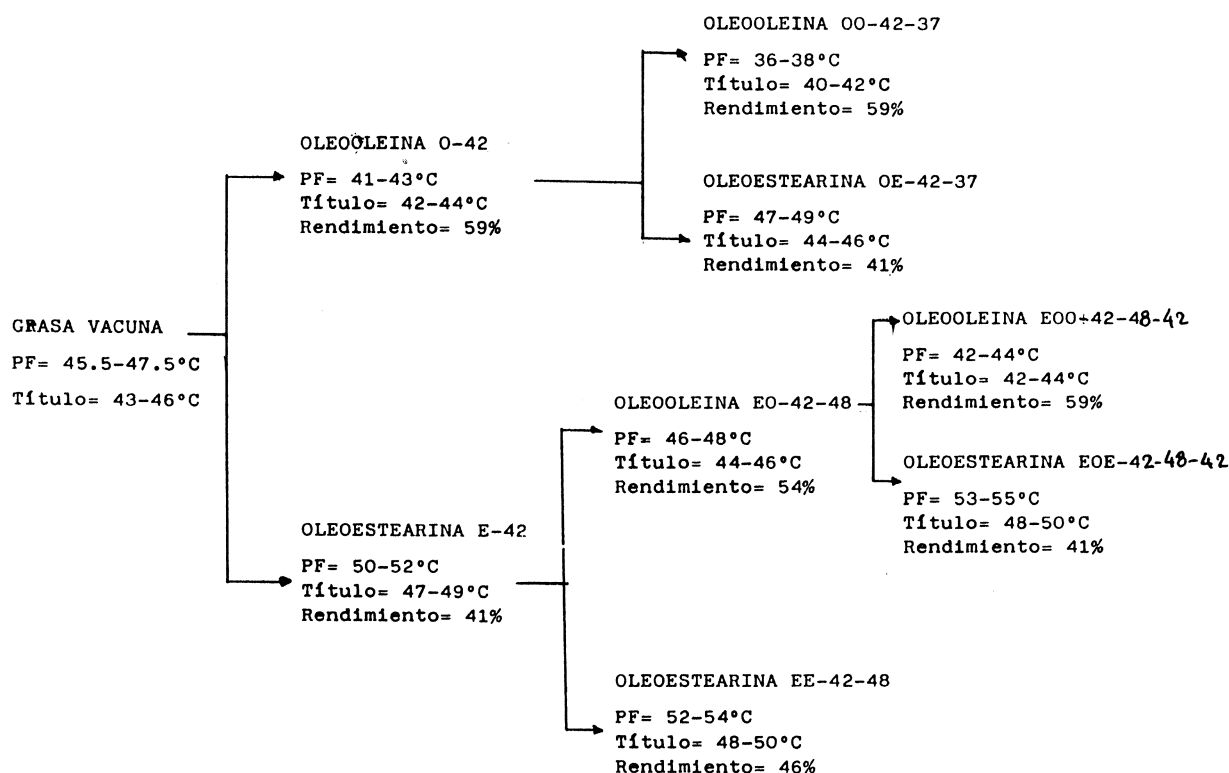 OLEOOLEINA OO-42-37
PF= 36-38°C
Título= 40-42°C
Rendimiento= 59%
OLEOOLEINA O-42
PF= 41-43°C
Título= 42-44°C
Rendimiento= 59%
OLEOESTEARINA OE-42-37
PF= 47-49°C
Título= 44-46°C
Rendimiento= 41%
GRASA VACUNA
PF= 45.5-47.5°C
Título= 43-46°C
OLEOOLEINA EOO-42-48-42
PF= 42-44°C
Título= 42-44°C
Rendimiento= 59%
OLEOOLEINA EO-42-48
PF= 46-48°C
Título= 44-46°C
Rendimiento= 54%
OLEOESTEARINA EOE-42-48-42
PF= 53-55°C
Título= 48-50°C
Rendimiento= 41%
OLEOESTEARINA E-42
PF= 50-52°C
Título= 47-49°C
Rendimiento= 41%
OLEOESTEARINA EE-42-48
PF= 52-54°C
Título= 48-50°C
Rendimiento= 46%